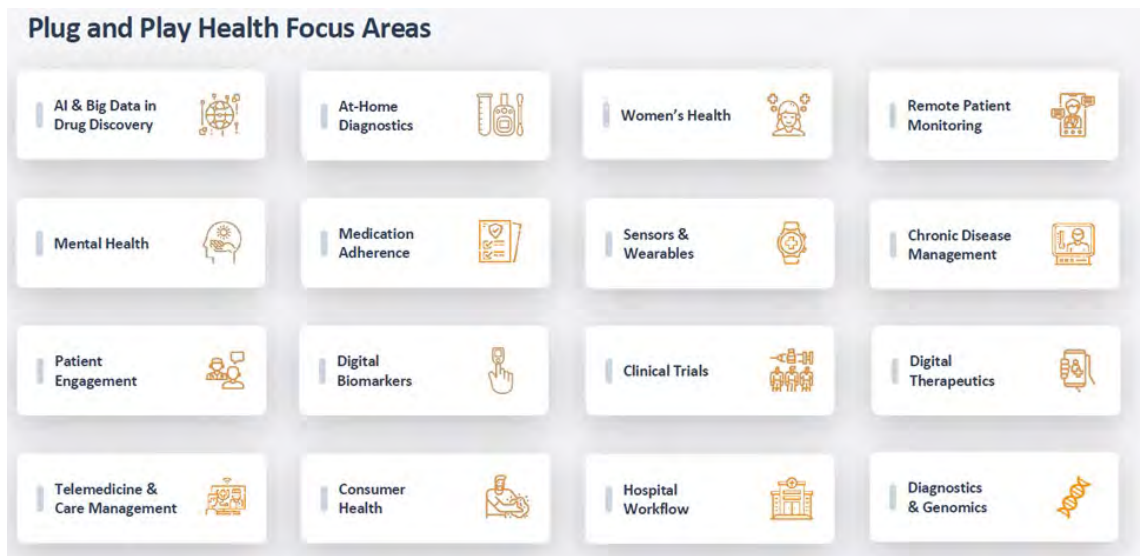 Plug and Play Health Focus Areas
AI & Big Data in
Drug Discovery
At-Home
Diagnostics
Women's Health
Remote Patient
Monitoring
Mental Health
Medication
Adherence
Sensors &
Wearables
Chronic Disease
Management
Patient
Engagement
Digital
Biomarkers
Clinical Trials
Digital
Therapeutics
Telemedicine &
Care Management
Consumer
Health
Hospital
Workflow
Diagnostics
& Genomics